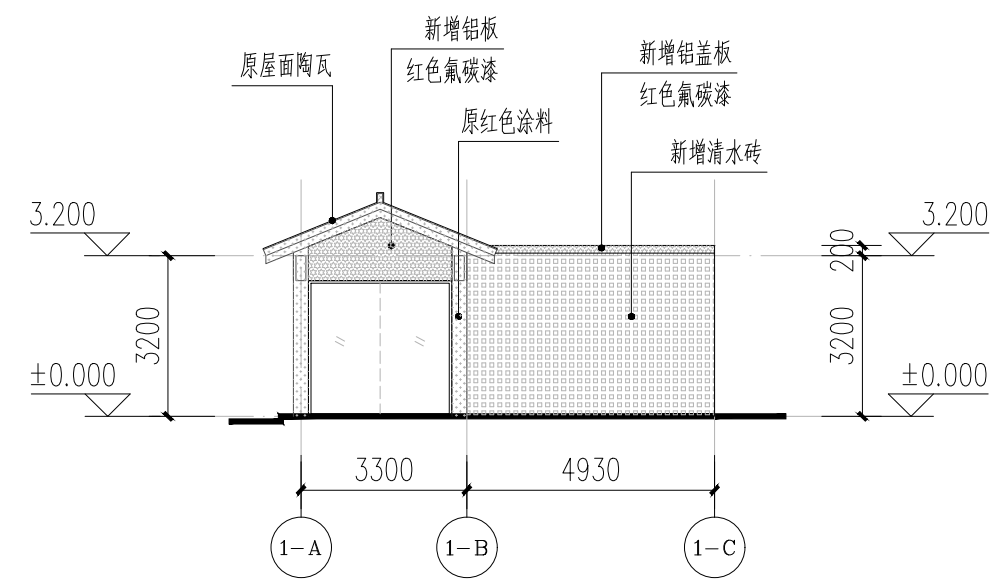 新增铝板
红色氟碳漆
原屋面陶瓦
新增铝盖板
红色氟碳漆
原红色涂料
新增清水砖
3.200
3.200
200
3200
3200
±0.000
±0.000
3300
4930
1-A
1-B
1-C